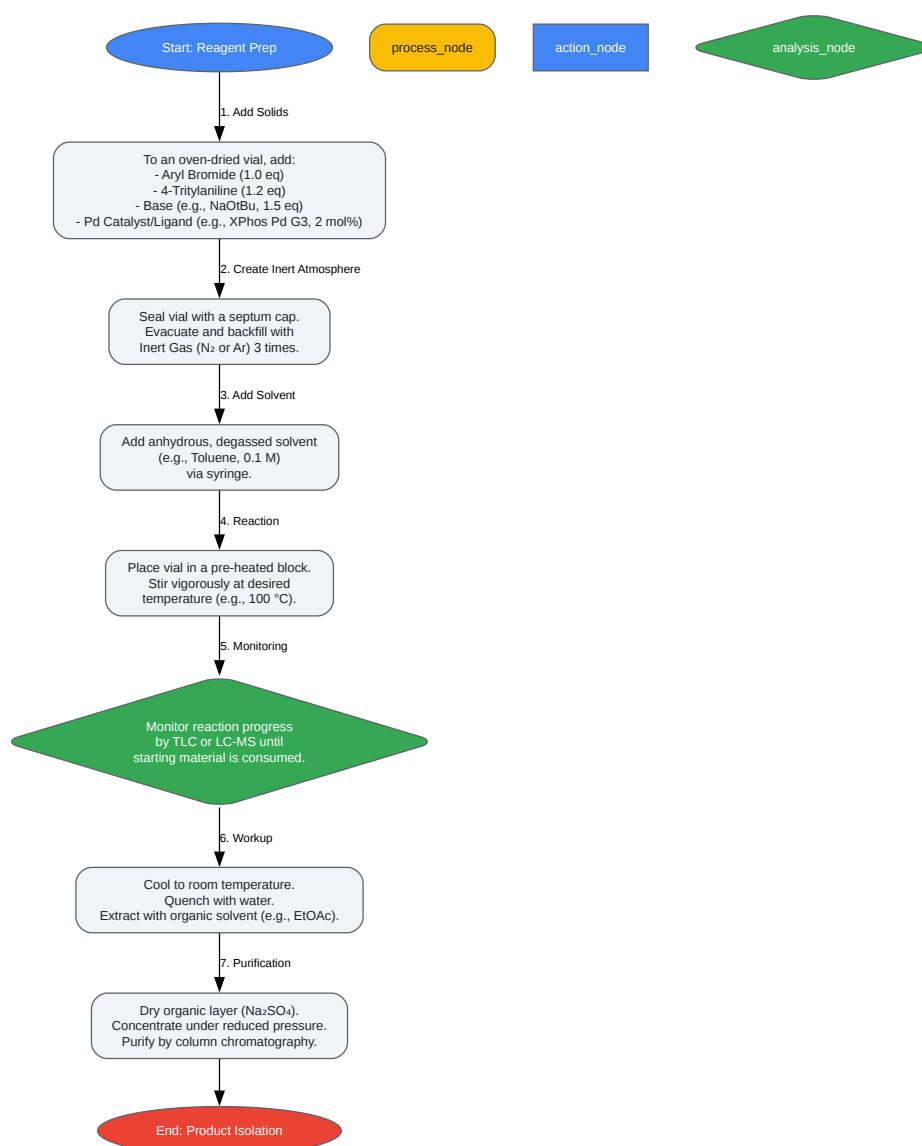 Start: Reagent Prep
process_node
action_node
analysis_node
1. Add Solids
To an oven-dried vial, add:
- Aryl Bromide (1.0 eq)
- 4-Tritylaniline (1.2 eq)
- Base (e.g., NaOtBu, 1.5 eq)
- Pd Catalyst/Ligand (e.g., XPhos Pd G3, 2 mol%)
2. Create Inert Atmosphere
Seal vial with a septum cap.
Evacuate and backfill with
Inert Gas (N₂ or Ar) 3 times.
3. Add Solvent
Add anhydrous, degassed solvent
(e.g., Toluene, 0.1 M)
via syringe.
4. Reaction
Place vial in a pre-heated block.
Stir vigorously at desired
temperature (e.g., 100 °C).
5. Monitoring
Monitor reaction progress
by TLC or LC-MS until
starting material is consumed.
6. Workup
Cool to room temperature.
Quench with water.
Extract with organic solvent (e.g., EtOAc).
7. Purification
Dry organic layer (Na₂SO₄).
Concentrate under reduced pressure.
Purify by column chromatography.
End: Product Isolation